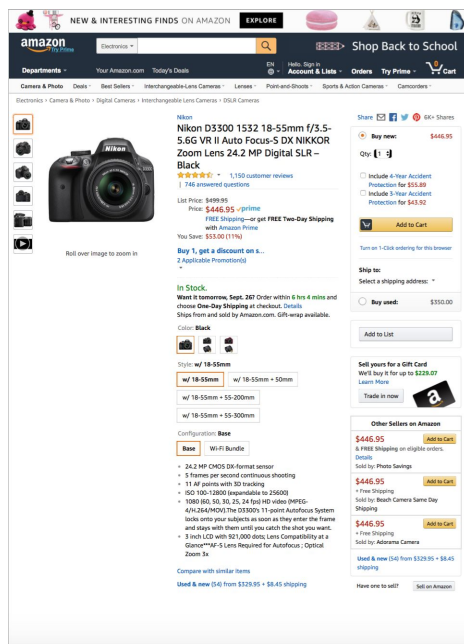 NEW & INTERESTING FINDS ON AMAZON EXPLORE
amazon
Try Prime
Electronics
Shop Back to School
Departments Your Amazon.com Today's Deals
EN
Hello. Sign in
Account & Lists Orders Try Prime 0 Cart
Camera & Photo Deals Best Sellers Interchangeable-Lens Cameras Lenses Point-and-Shoots Sports & Action Cameras Camcorders
Electronics › Camera & Photo › Digital Cameras › Interchangeable Lens Cameras › DSLR Cameras
Nikon
Roll over image to zoom in
Nikon
Nikon D3300 1532 18-55mm f/3.5-
5.6G VR II Auto Focus-S DX NIKKOR
Zoom Lens 24.2 MP Digital SLR –
Black
1,150 customer reviews
| 746 answered questions
List Price: $499.95
Price: $446.95 prime
FREE Shipping—or get FREE Two-Day Shipping
with Amazon Prime
You Save: $53.00 (11%)
Buy 1, get a discount on s...
2 Applicable Promotion(s)
In Stock.
Want it tomorrow, Sept. 26? Order within 6 hrs 4 mins and
choose One-Day Shipping at checkout. Details
Ships from and sold by Amazon.com. Gift-wrap available.
Color: Black
Style: w/ 18-55mm
w/ 18-55mm w/ 18-55mm + 50mm
w/ 18-55mm + 55-200mm
w/ 18-55mm + 55-300mm
Configuration: Base
Base Wi-Fi Bundle
• 24.2 MP CMOS DX-format sensor
• 5 frames per second continuous shooting
• 11 AF points with 3D tracking
• ISO 100-12800 (expandable to 25600)
• 1080 (60, 50, 30, 25, 24 fps) HD video (MPEG-
4/H.264/MOV).The D3300's 11-point Autofocus System
locks onto your subjects as soon as they enter the frame
and stays with them until you catch the shot you want.
• 3 inch LCD with 921,000 dots; Lens Compatibility at a
Glance***AF-S Lens Required for Autofocus ; Optical
Zoom 3x
Compare with similar items
Used & new (54) from $329.95 + $8.45 shipping
Share 6K+ Shares
Buy new: $446.95
Qty: 1
Include 4-Year Accident
Protection for $55.89
Include 3-Year Accident
Protection for $43.92
Add to Cart
Turn on 1-Click ordering for this browser
Ship to:
Select a shipping address:
Buy used: $350.00
Add to List
Sell yours for a Gift Card
We'll buy it for up to $229.07
Learn More
Trade in now
a
Other Sellers on Amazon
$446.95 Add to Cart
& FREE Shipping on eligible orders.
Details
Sold by: Photo Savings
$446.95 Add to Cart
+ Free Shipping
Sold by: Beach Camera Same Day
Shipping
$446.95 Add to Cart
+ Free Shipping
Sold by: Adorama Camera
Used & new (54) from $329.95 + $8.45
shipping
Have one to sell? Sell on Amazon